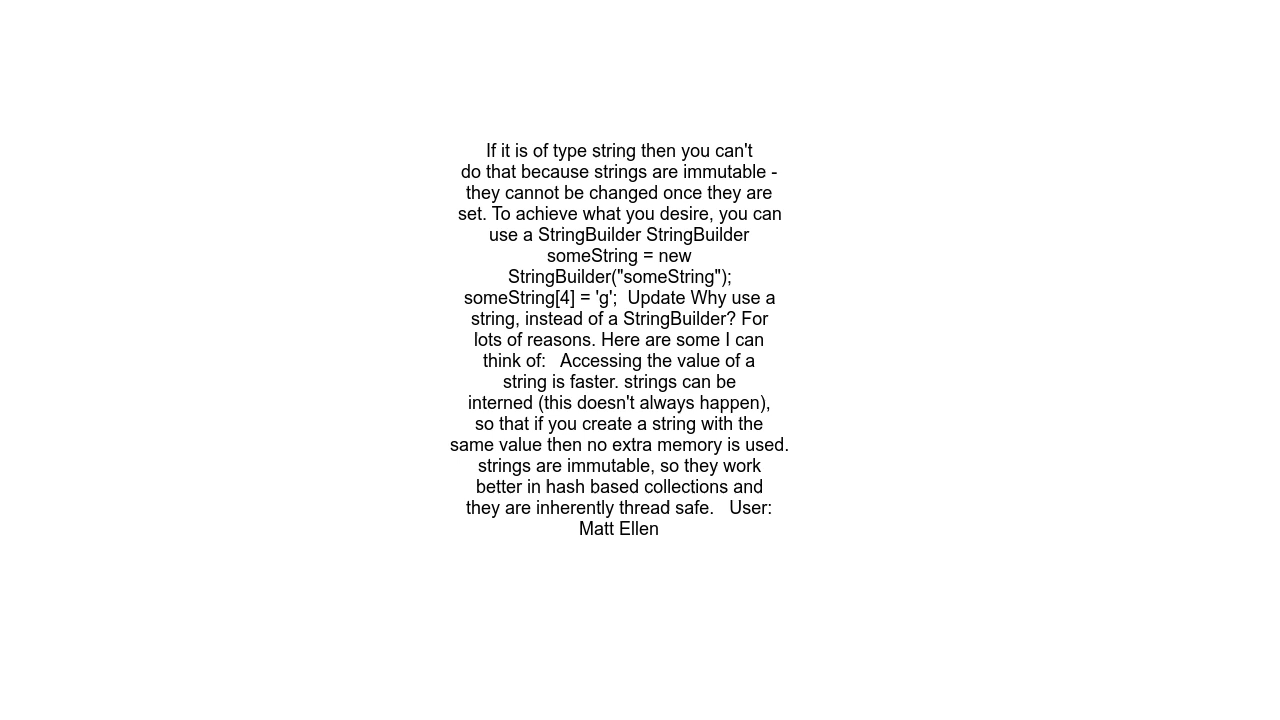 If it is of type string then you can't
do that because strings are immutable -
they cannot be changed once they are
set. To achieve what you desire, you can
use a StringBuilder StringBuilder
someString = new
StringBuilder("someString");
someString[4] = 'g';  Update Why use a
string, instead of a StringBuilder? For
lots of reasons. Here are some I can
think of:   Accessing the value of a
string is faster. strings can be
interned (this doesn't always happen),
so that if you create a string with the
same value then no extra memory is used.
strings are immutable, so they work
better in hash based collections and
they are inherently thread safe.   User:
Matt Ellen